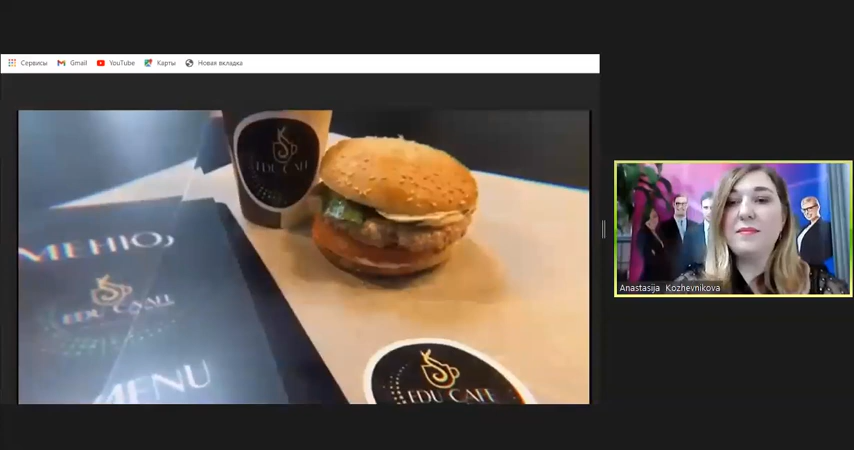 Сервисы
Gmail
YouTube
Карты
Новая вкладка
EDU CAFE
МЕНЮ
EDU CAFE
MENU
EDU CAFE
Anastasija Kozhevnikova